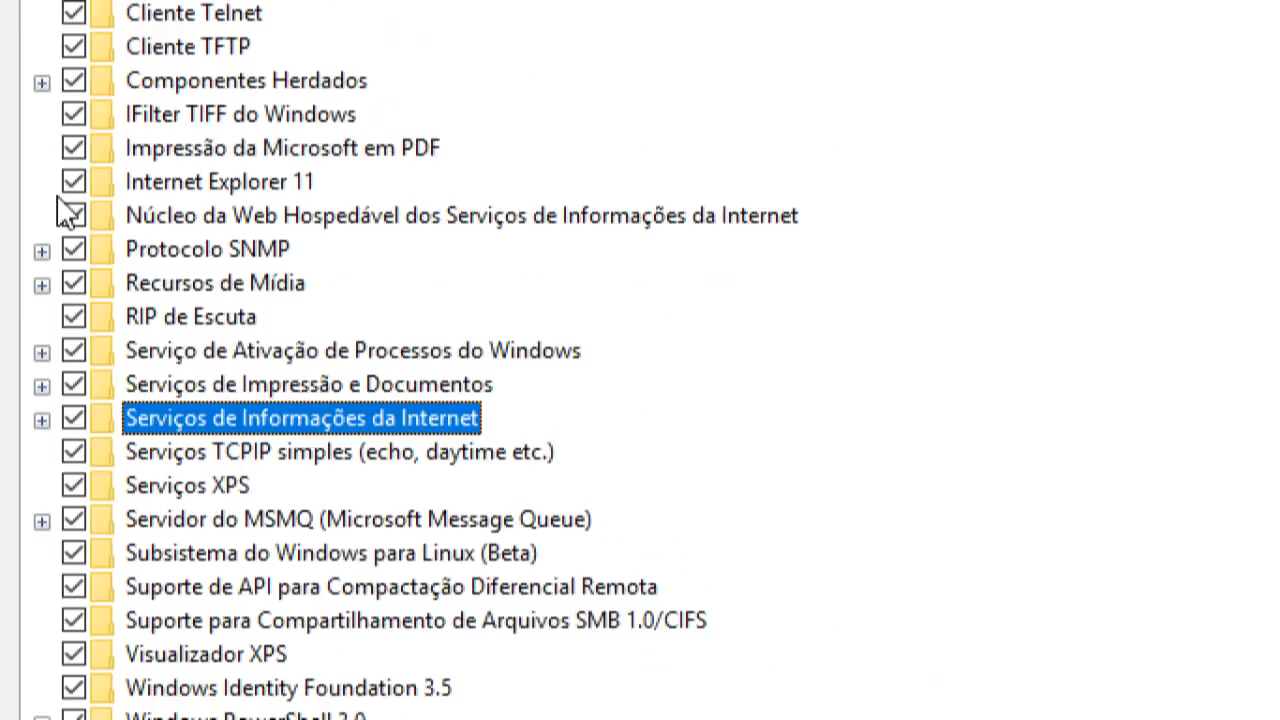 Cliente Telnet
Cliente TFTP
Componentes Herdados
IFilter TIFF do Windows
Impressão da Microsoft em PDF
Internet Explorer 11
Núcleo da Web Hospedável dos Serviços de Informações da Internet
Protocolo SNMP
Recursos de Mídia
RIP de Escuta
Serviço de Ativação de Processos do Windows
Serviços de Impressão e Documentos
Serviços de Informações da Internet
Serviços TCPIP simples (echo, daytime etc.)
Serviços XPS
Servidor do MSMQ (Microsoft Message Queue)
Subsistema do Windows para Linux (Beta)
Suporte de API para Compactação Diferencial Remota
Suporte para Compartilhamento de Arquivos SMB 1.0/CIFS
Visualizador XPS
Windows Identity Foundation 3.5
Windows PowerShell 2.0